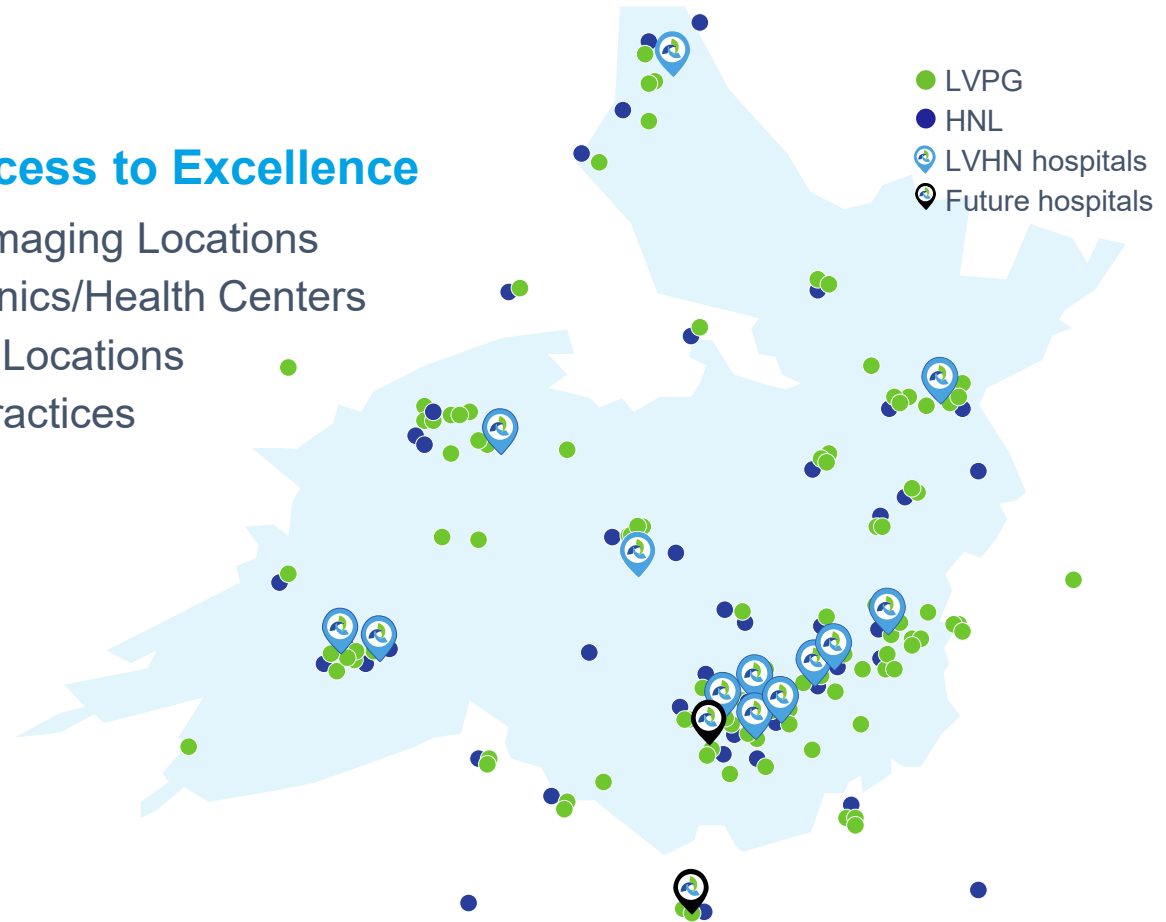 cess to Excellence
maging Locations
nics/Health Centers
Locations
ractices
LVPG
HNL
LVHN hospitals
Future hospitals